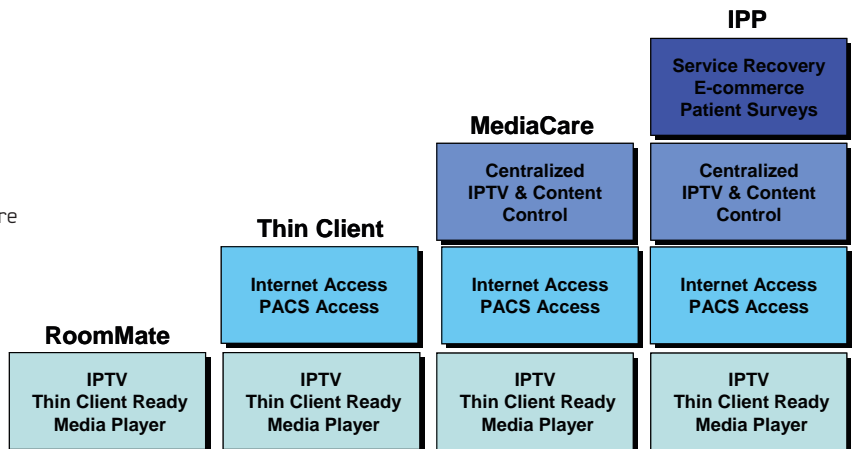 IPP
Service Recovery
E-commerce
Patient Surveys
MediaCare
Centralized
IPTV & Content
Control
Centralized
IPTV & Content
Control
re
Thin Client
Internet Access
PACS Access
Internet Access
PACS Access
Internet Access
PACS Access
RoomMate
IPTV
Thin Client Ready
Media Player
IPTV
Thin Client Ready
Media Player
IPTV
Thin Client Ready
Media Player
IPTV
Thin Client Ready
Media Player